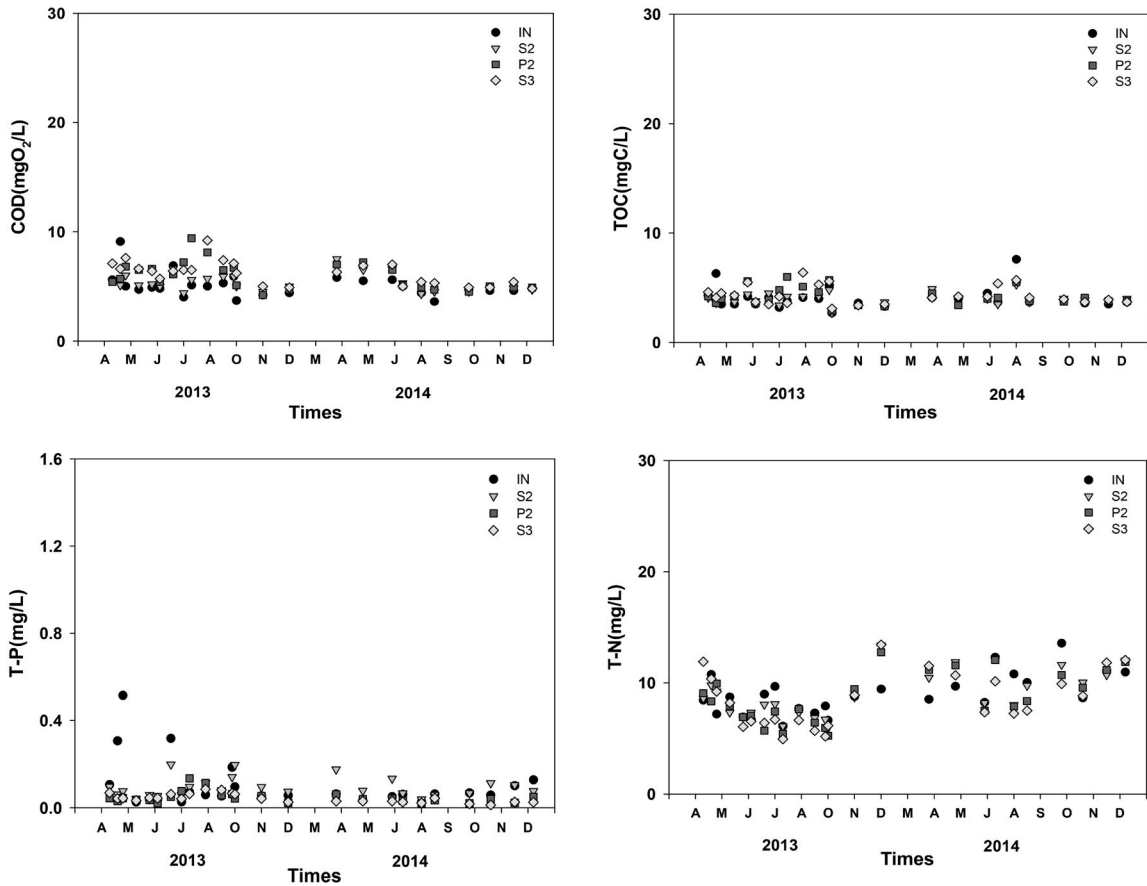 30
20
10
0
COD(mgO₂/L)
IN
S2
P2
S3
A M J J A O N D M A M J A S O N D
2013 2014
Times
30
20
10
0
TOC(mgC/L)
IN
S2
P2
S3
A M J J A O N D M A M J A S O N D
2013 2014
Times
1.6
1.2
0.8
0.4
0.0
T-P(mg/L)
IN
S2
P2
S3
A M J J A O N D M A M J A S O N D
2013 2014
Times
30
20
10
0
T-N(mg/L)
IN
S2
P2
S3
A M J J A O N D M A M J A S O N D
2013 2014
Times